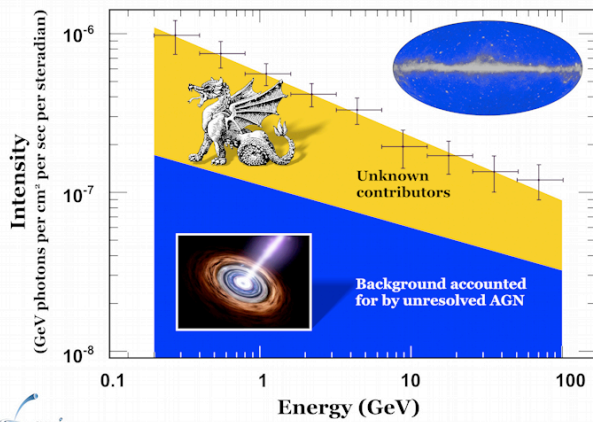 Intensity
(GeV photons per cm² per sec per steradian)
10⁻⁶
10⁻⁷
10⁻⁸
Unknown
contributors
Background accounted
for by unresolved AGN
0.1
1
10
100
Energy (GeV)